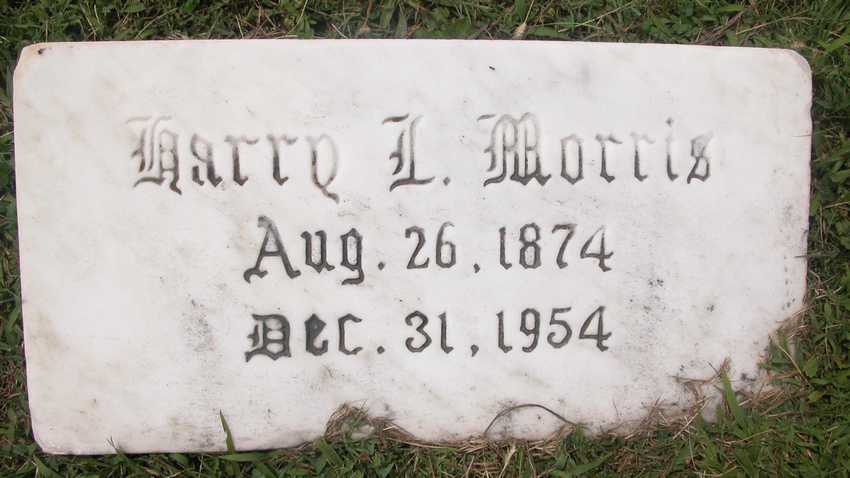 Harry L. Morris
Aug. 26, 1874
Dec. 31, 1954